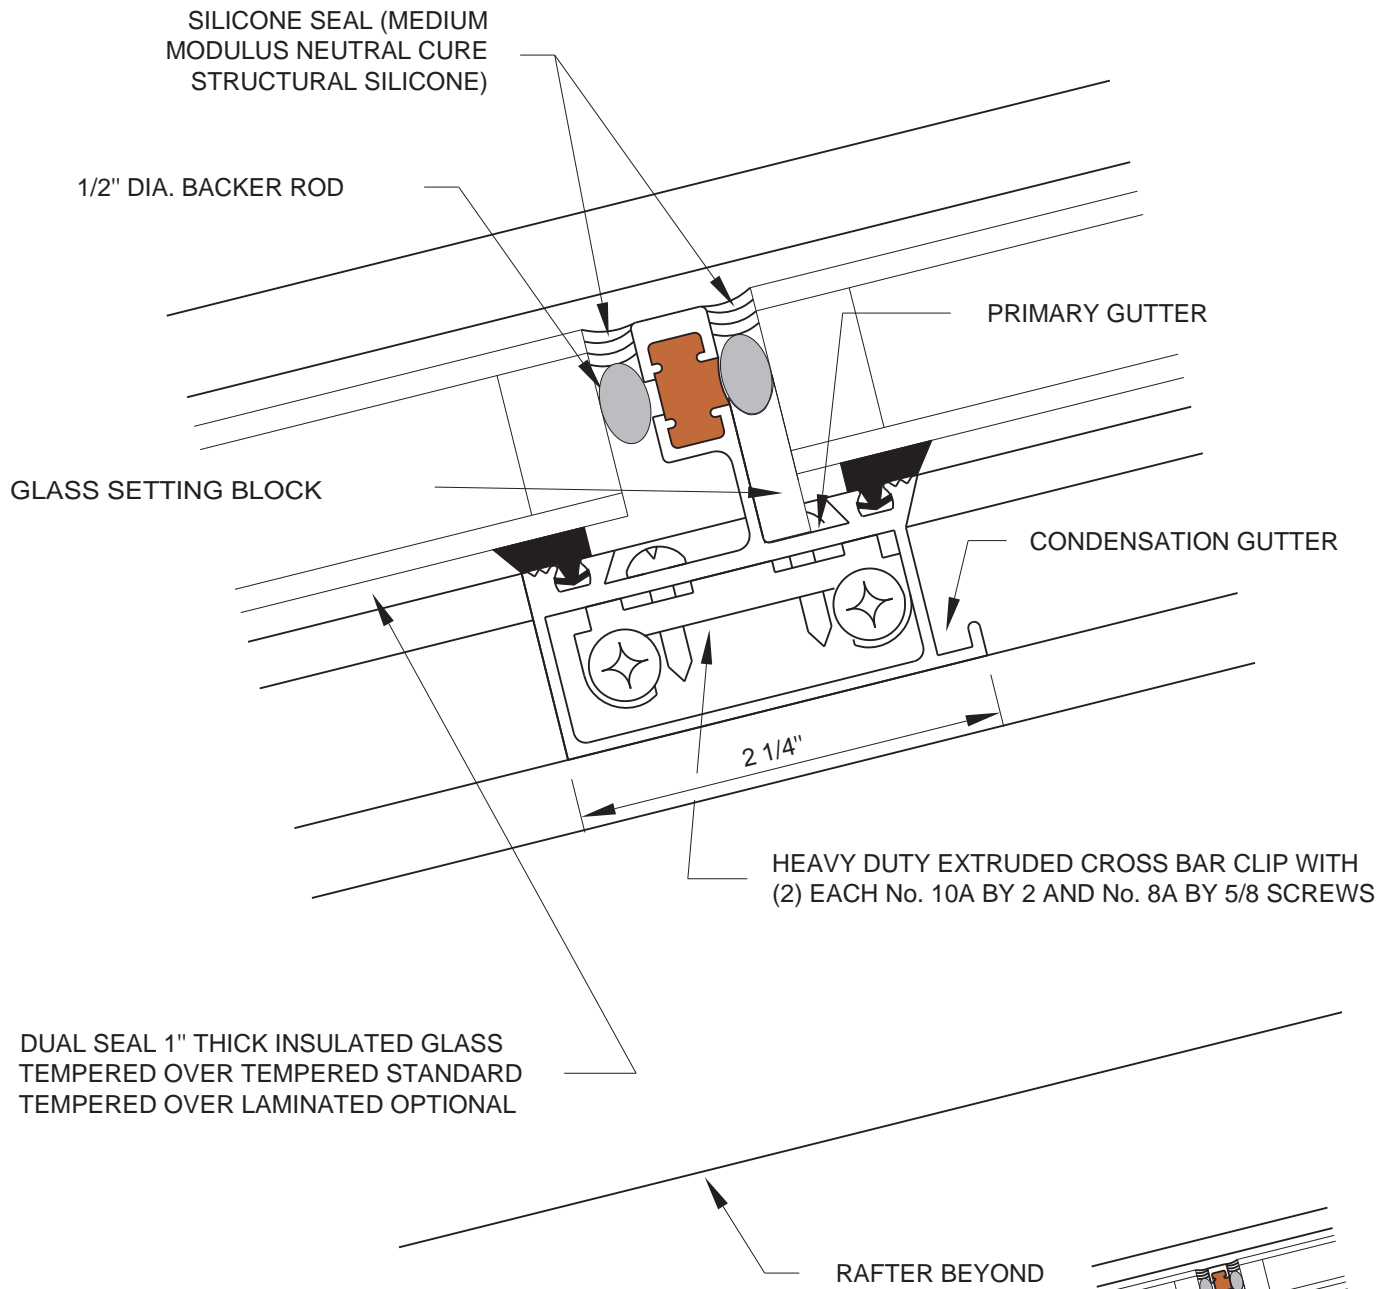 SILICONE SEAL (MEDIUM
MODULUS NEUTRAL CURE
STRUCTURAL SILICONE)
1/2" DIA. BACKER ROD
PRIMARY GUTTER
GLASS SETTING BLOCK
CONDENSATION GUTTER
2 1/4"
HEAVY DUTY EXTRUDED CROSS BAR CLIP WITH
(2) EACH No. 10A BY 2 AND No. 8A BY 5/8 SCREWS
DUAL SEAL 1" THICK INSULATED GLASS
TEMPERED OVER TEMPERED STANDARD
TEMPERED OVER LAMINATED OPTIONAL
RAFTER BEYOND